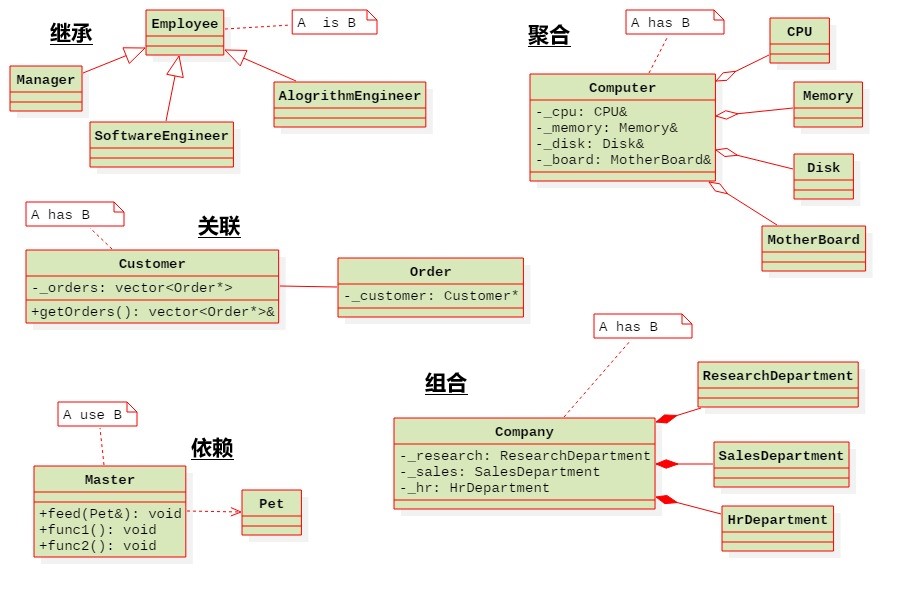 继承
Employee
A  is B
Manager
SoftwareEngineer
AlogrithmEngineer
聚合
A has B
Computer
-_cpu: CPU&
-_memory: Memory&
-_disk: Disk&
-_board: MotherBoard&
CPU
Memory
Disk
MotherBoard
A has B
关联
Customer
-_orders: vector<Order*>
+getOrders(): vector<Order*>&
Order
-_customer: Customer*
A has B
组合
Company
-_research: ResearchDepartment
-_sales: SalesDepartment
-_hr: HrDepartment
ResearchDepartment
SalesDepartment
HrDepartment
A use B
依赖
Master
+feed(Pet&): void
+func1(): void
+func2(): void
Pet